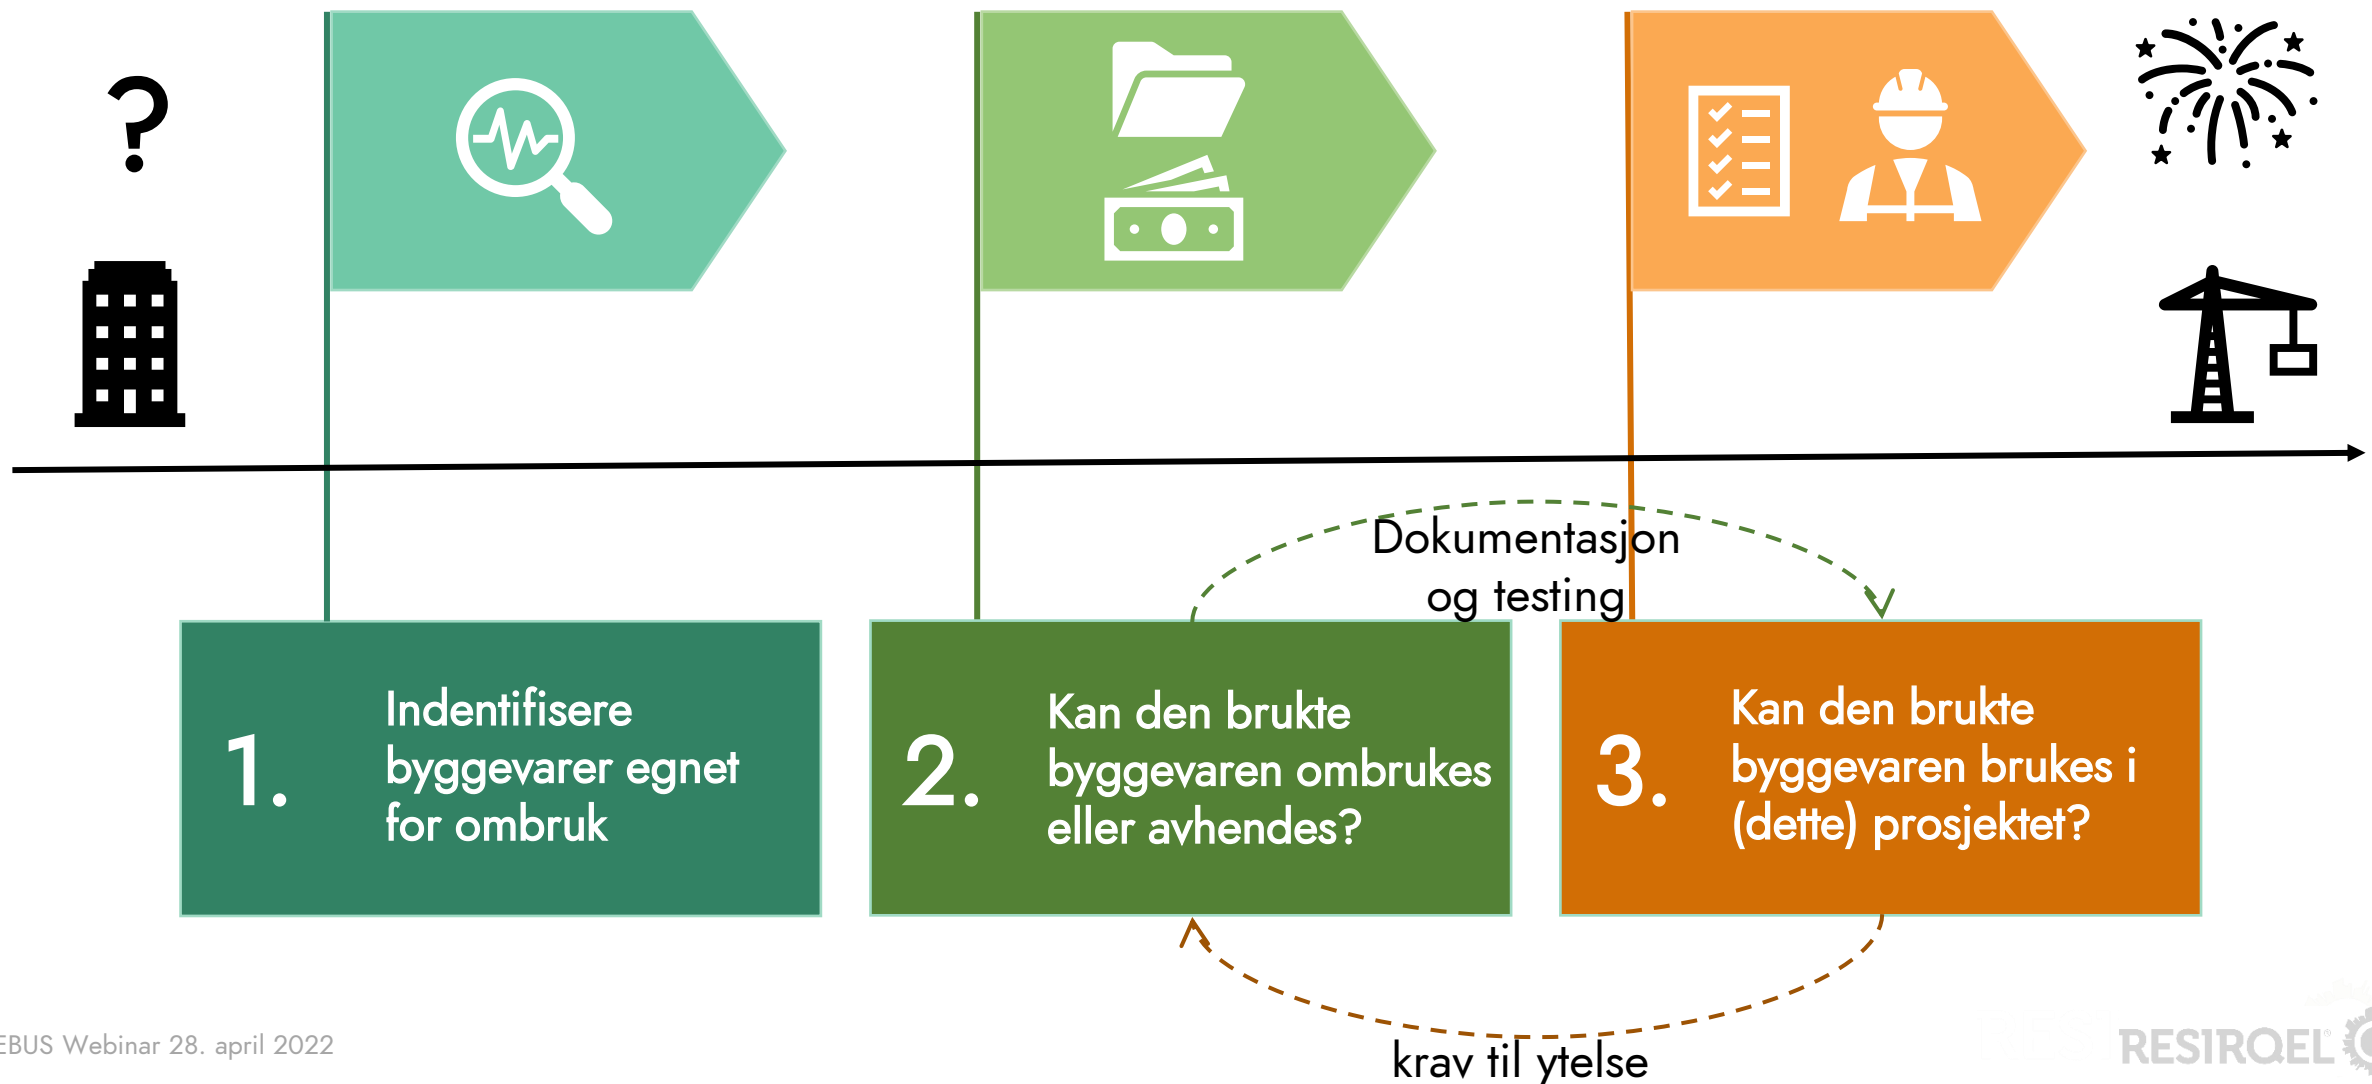 ?
Dokumentasjon
og testing
1.
Indentifisere
byggevarer egnet
for ombruk
2.
Kan den brukte
byggevaren ombrukes
eller avhendes?
3.
Kan den brukte
byggevaren brukes i
(dette) prosjektet?
krav til ytelse
EBUS Webinar 28. april 2022
RESIRQEL